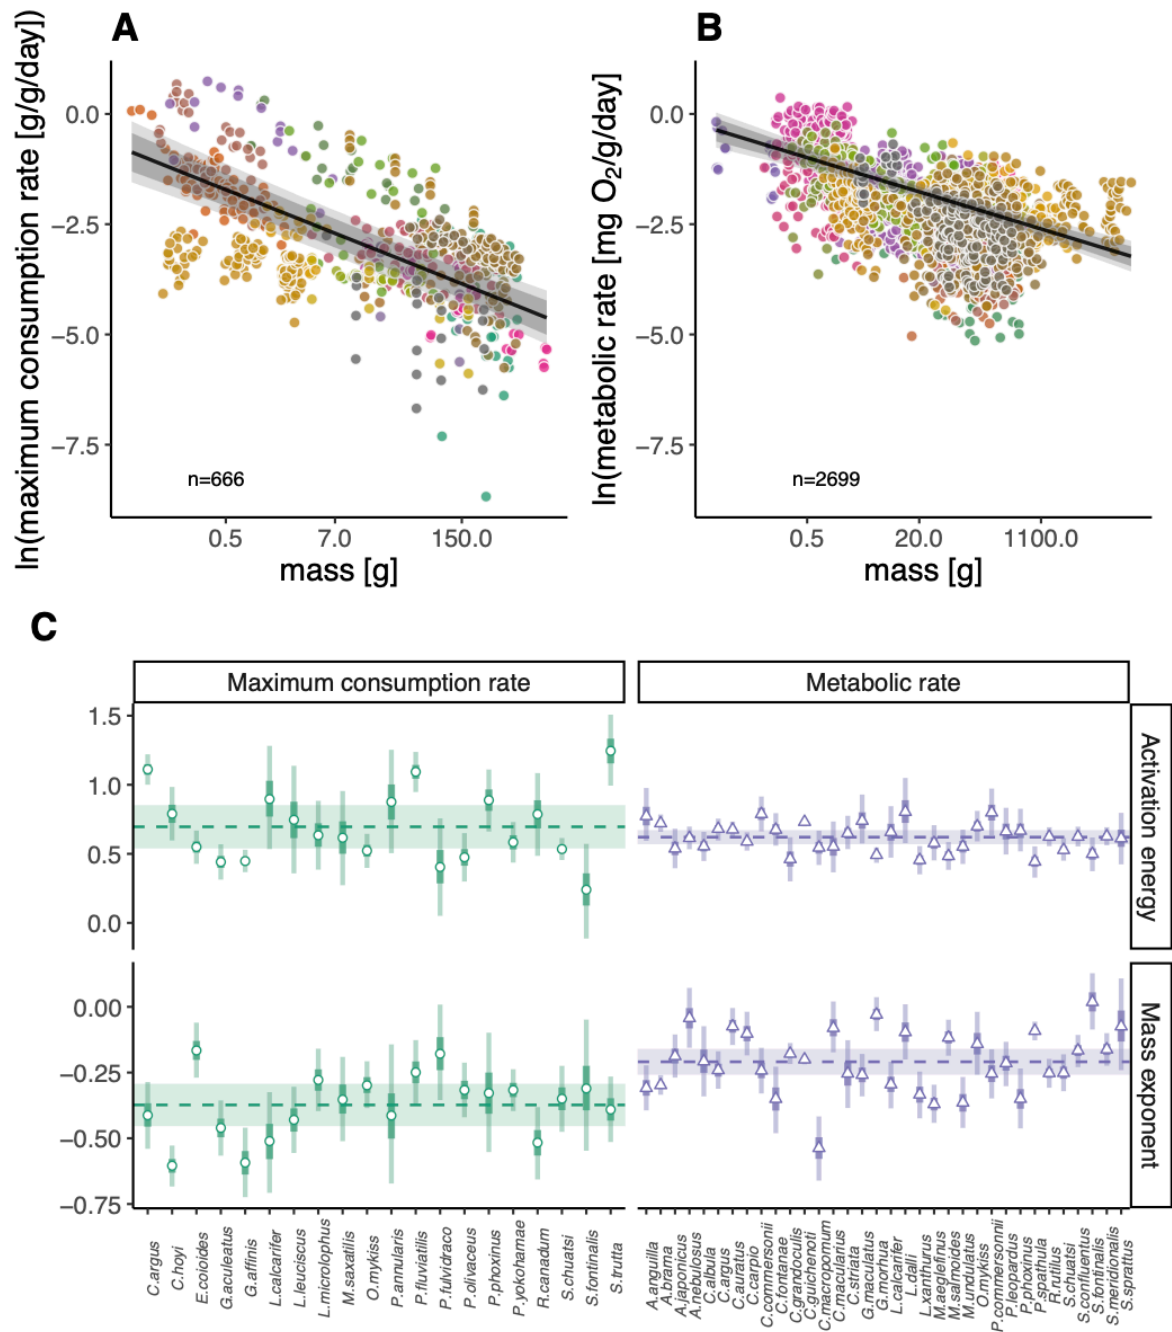 A
B
ln(maximum consumption rate [g/g/day])
0.0
−2.5
−5.0
−7.5
n=666
0.5 7.0 150.0
mass [g]
ln(metabolic rate [mg O2/g/day]
0.0
−2.5
−5.0
−7.5
n=2699
0.5 20.0 1100.0
mass [g]
C
Maximum consumption rate
Metabolic rate
1.5
1.0
0.5
0.0
Activation energy
0.00
−0.25
−0.50
−0.75
Mass exponent
C.argus
C.hoyi
E.coioides
G.aculeatus
G.affinis
L.calcarifer
L.leuciscus
L.microlophus
M.saxatilis
O.mykiss
P.annularis
P.fluviatilis
P.fulvidraco
P.olivaceus
P.phoxinus
P.yokohamae
R.canadum
S.chuatsi
S.fontinalis
S.trutta
A.anguilla
A.brama
A.japonicus
A.nebulosus
C.albula
C.argus
C.auratus
C.carpio
C.commersonii
C.fontanae
C.grandoculis
C.guichenoti
C.macropomum
C.macularius
C.striata
G.maculatus
G.morhua
L.calcarifer
L.dalli
L.xanthurus
M.aeglefinus
M.salmoides
M.undulatus
O.mykiss
P.commersonnii
P.leopardus
P.phoxinus
P.spathula
R.rutilus
S.chuatsi
S.confluentus
S.fontinalis
S.meridionalis
S.sprattus